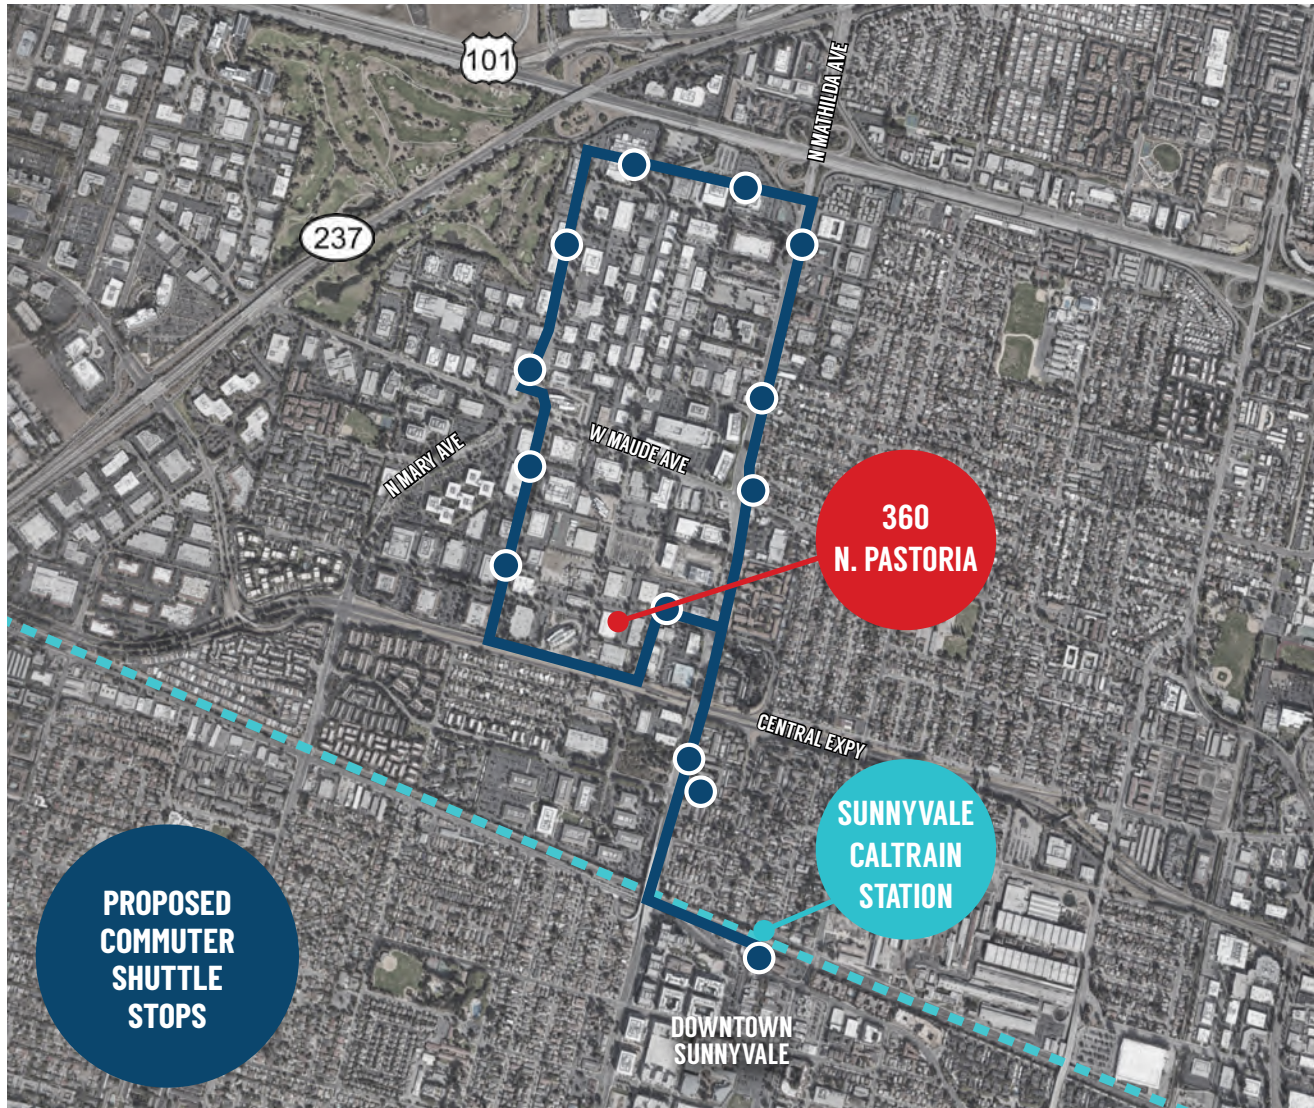 101
N MATHILDA AVE
237
W MAUDE AVE
N MARY AVE
360
N. PASTORIA
CENTRAL EXPY
SUNNYVALE
CALTRAIN
STATION
PROPOSED
COMMUTER
SHUTTLE
STOPS
DOWNTOWN
SUNNYVALE